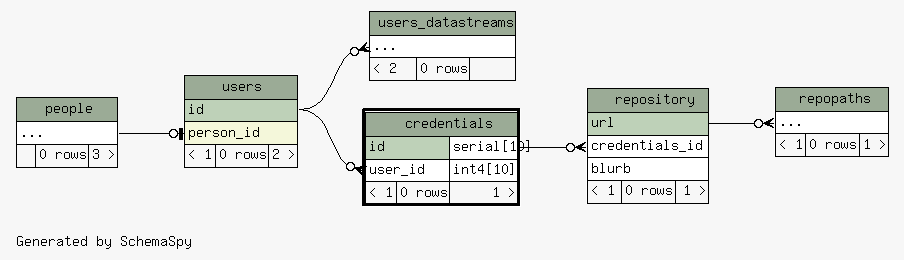 people
...
0 rows 3 >
users
id
person_id
< 1 0 rows 2 >
users_datastreams
...
< 2 0 rows
credentials
id serial[10]
user_id int4[10]
< 1 0 rows 1 >
repository
url
credentials_id
blurb
< 1 0 rows 1 >
repopaths
...
< 1 0 rows 1 >
Generated by SchemaSpy